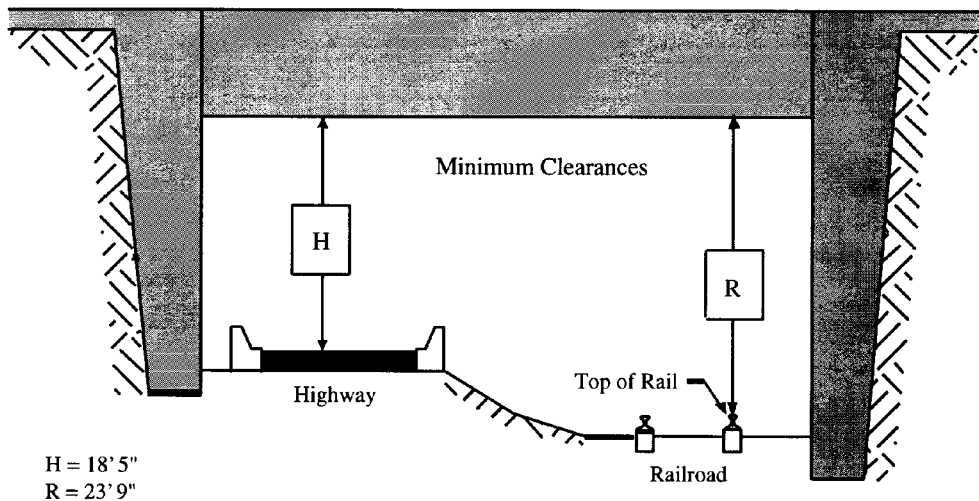 Minimum Clearances
H
R
Highway
Top of Rail
Railroad
H = 18'5"
R = 23'9"